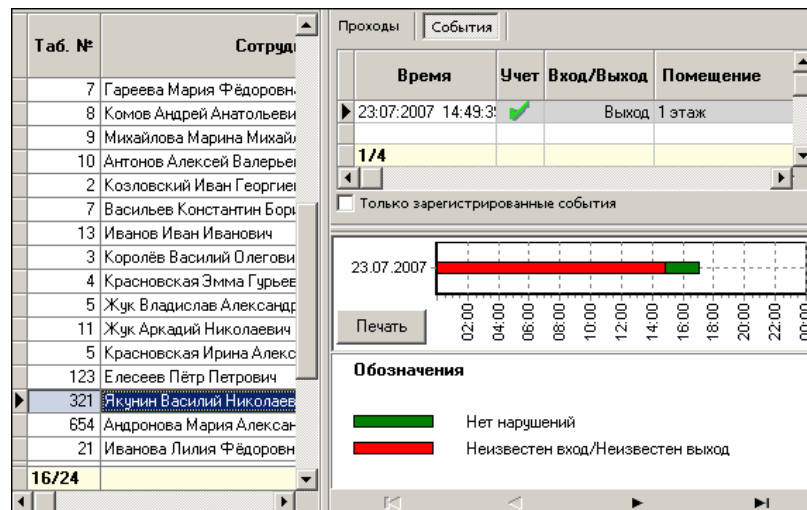 Таб. № Сотруд
7 Гареева Мария Фёдоровн
8 Комов Андрей Анатольеви
9 Михайлова Марина Михай
10 Антонов Алексей Валерье
2 Козловский Иван Георгие
7 Васильев Константин Бор
13 Иванов Иван Иванович
3 Королёв Василий Олегови
4 Красновская Эмма Гурьев
5 Жук Владислав Александр
11 Жук Аркадий Николаевич
5 Красновская Ирина Алекс
123 Елесеев Пётр Петрович
321 Якунин Василий Николаев
654 Андронова Мария Алексан
21 Иванова Лилия Фёдоровн
16/24
Проходы События
Время Учет Вход/Выход Помещение
23:07:2007 14:49:3 Выход 1 этаж
1/4
Только зарегистрированные события
23.07.2007
Печать
02:00 04:00 06:00 08:00 10:00 12:00 14:00 16:00 18:00 20:00 22:00 00:00
Обозначения
Нет нарушений
Неизвестен вход/Неизвестен выход